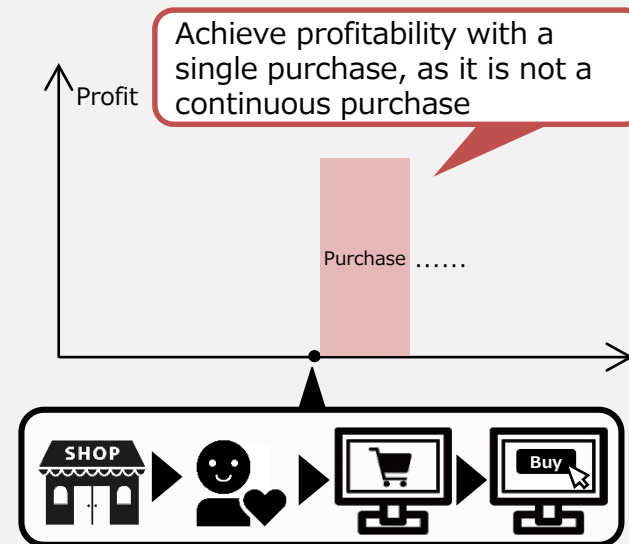 Achieve profitability with a
single purchase, as it is not a
continuous purchase
Profit
Purchase ......
SHOP
Buy